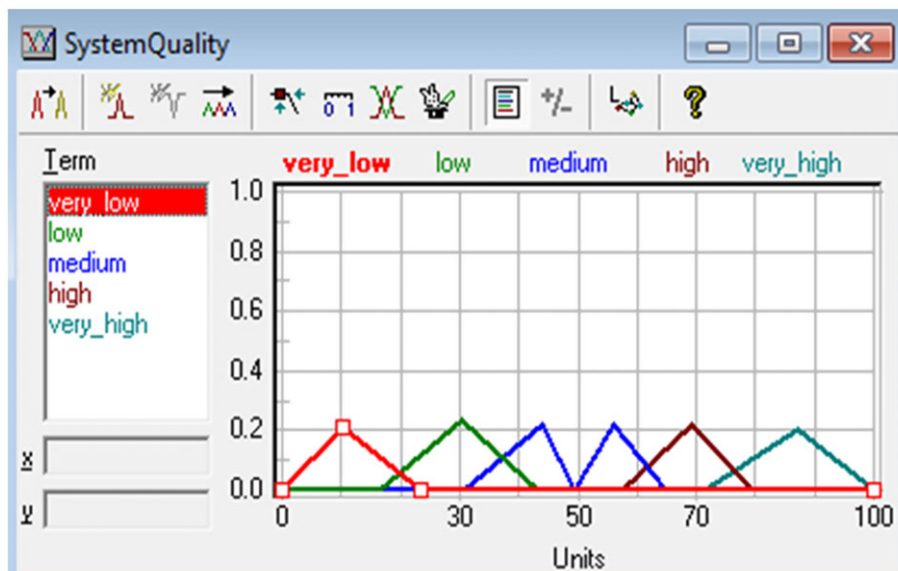 SystemQuality
Term
very_low low medium high very_high
very_low
low
medium
high
very_high
1.0
0.8
0.6
0.4
0.2
0.0
0 30 50 70 100
Units
x
y